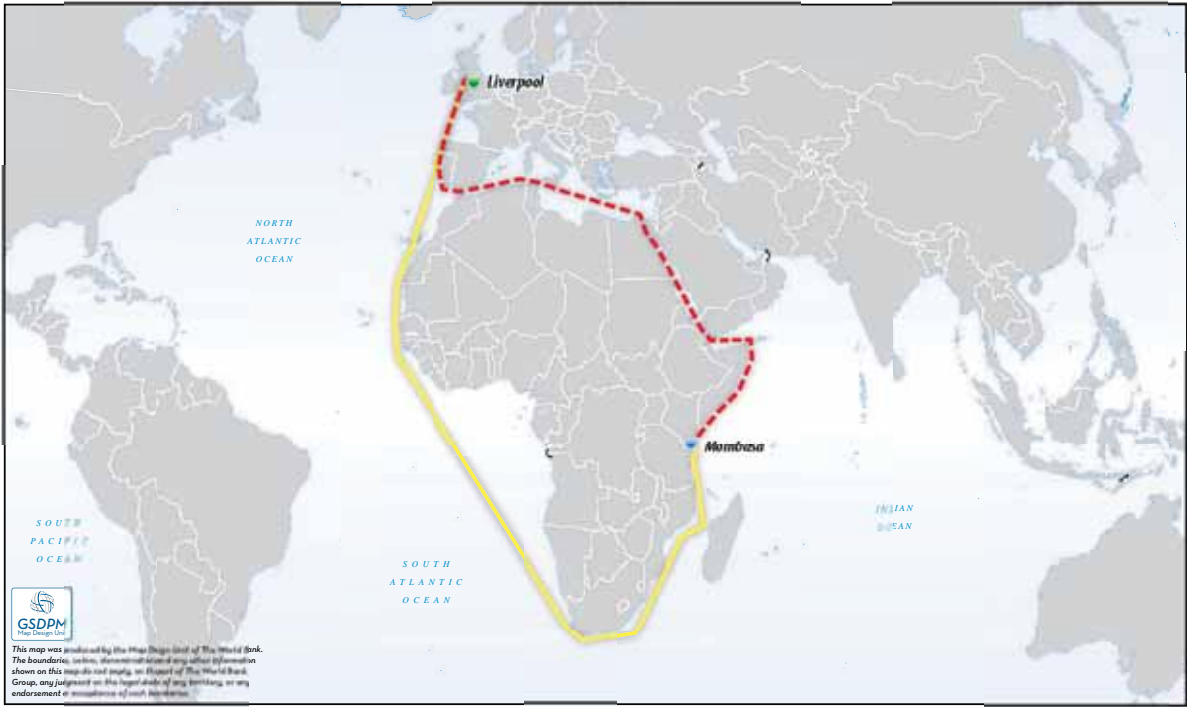 Liverpool
NORTH
ATLANTIC
OCEAN
Mombasa
SOUTH
PACIFIC
OCEAN
INDIAN
OCEAN
SOUTH
ATLANTIC
OCEAN
GSDPM
Map Design Unit
This map was produced by the Map Design Unit of The World Bank.
The boundaries, colors, denominations and any other information
shown on this map do not imply, on the part of The World Bank
Group, any judgment on the legal status of any territory, or any
endorsement or acceptance of such boundaries.